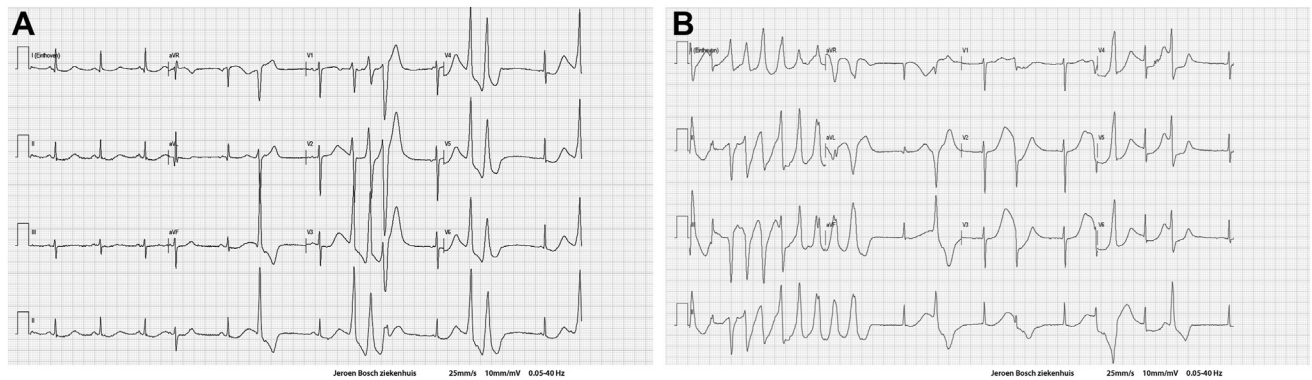 A
I (Einthoven) aVR V1 V4
II aVL V2 V5
III aVF V3 V6
II
Jeroen Bosch ziekenhuis 25mm/s 10mm/mV 0.05-40 Hz
B
I (Einthoven) aVR V1 V4
II aVL V2 V5
III aVF V3 V6
II
Jeroen Bosch ziekenhuis 25mm/s 10mm/mV 0.05-40 Hz